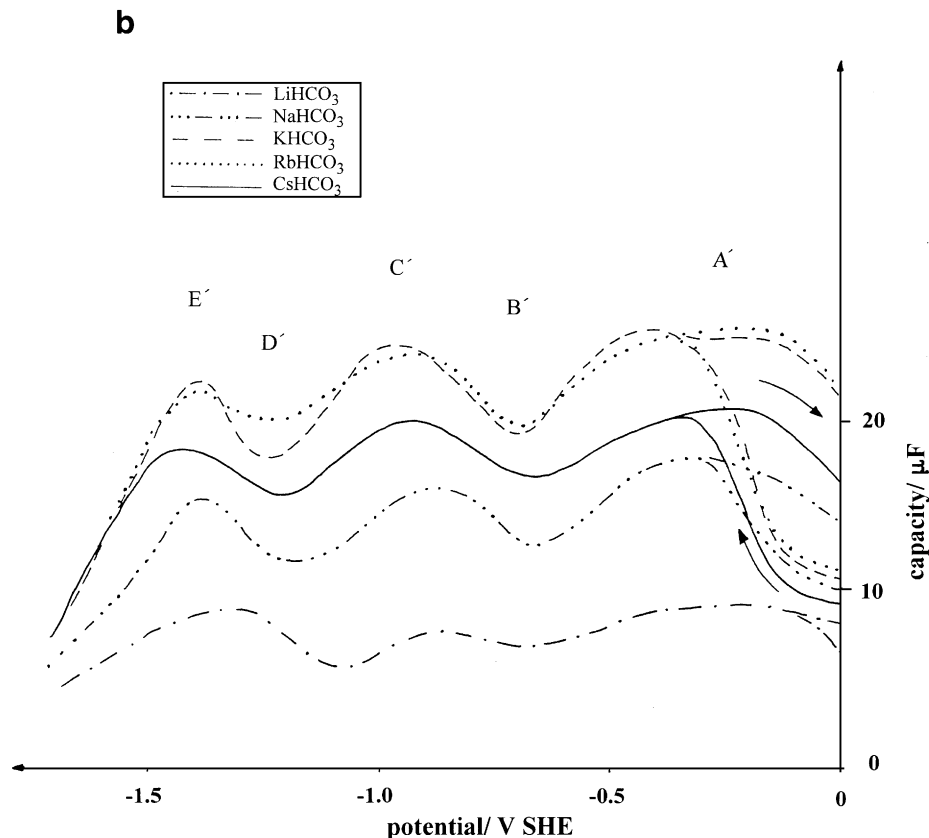 b
LiHCO₃
NaHCO₃
KHCO₃
RbHCO₃
CsHCO₃
A´
C´
E´
B´
D´
20
10
0
capacity/ µF
-1.5 -1.0 -0.5 0
potential/ V SHE